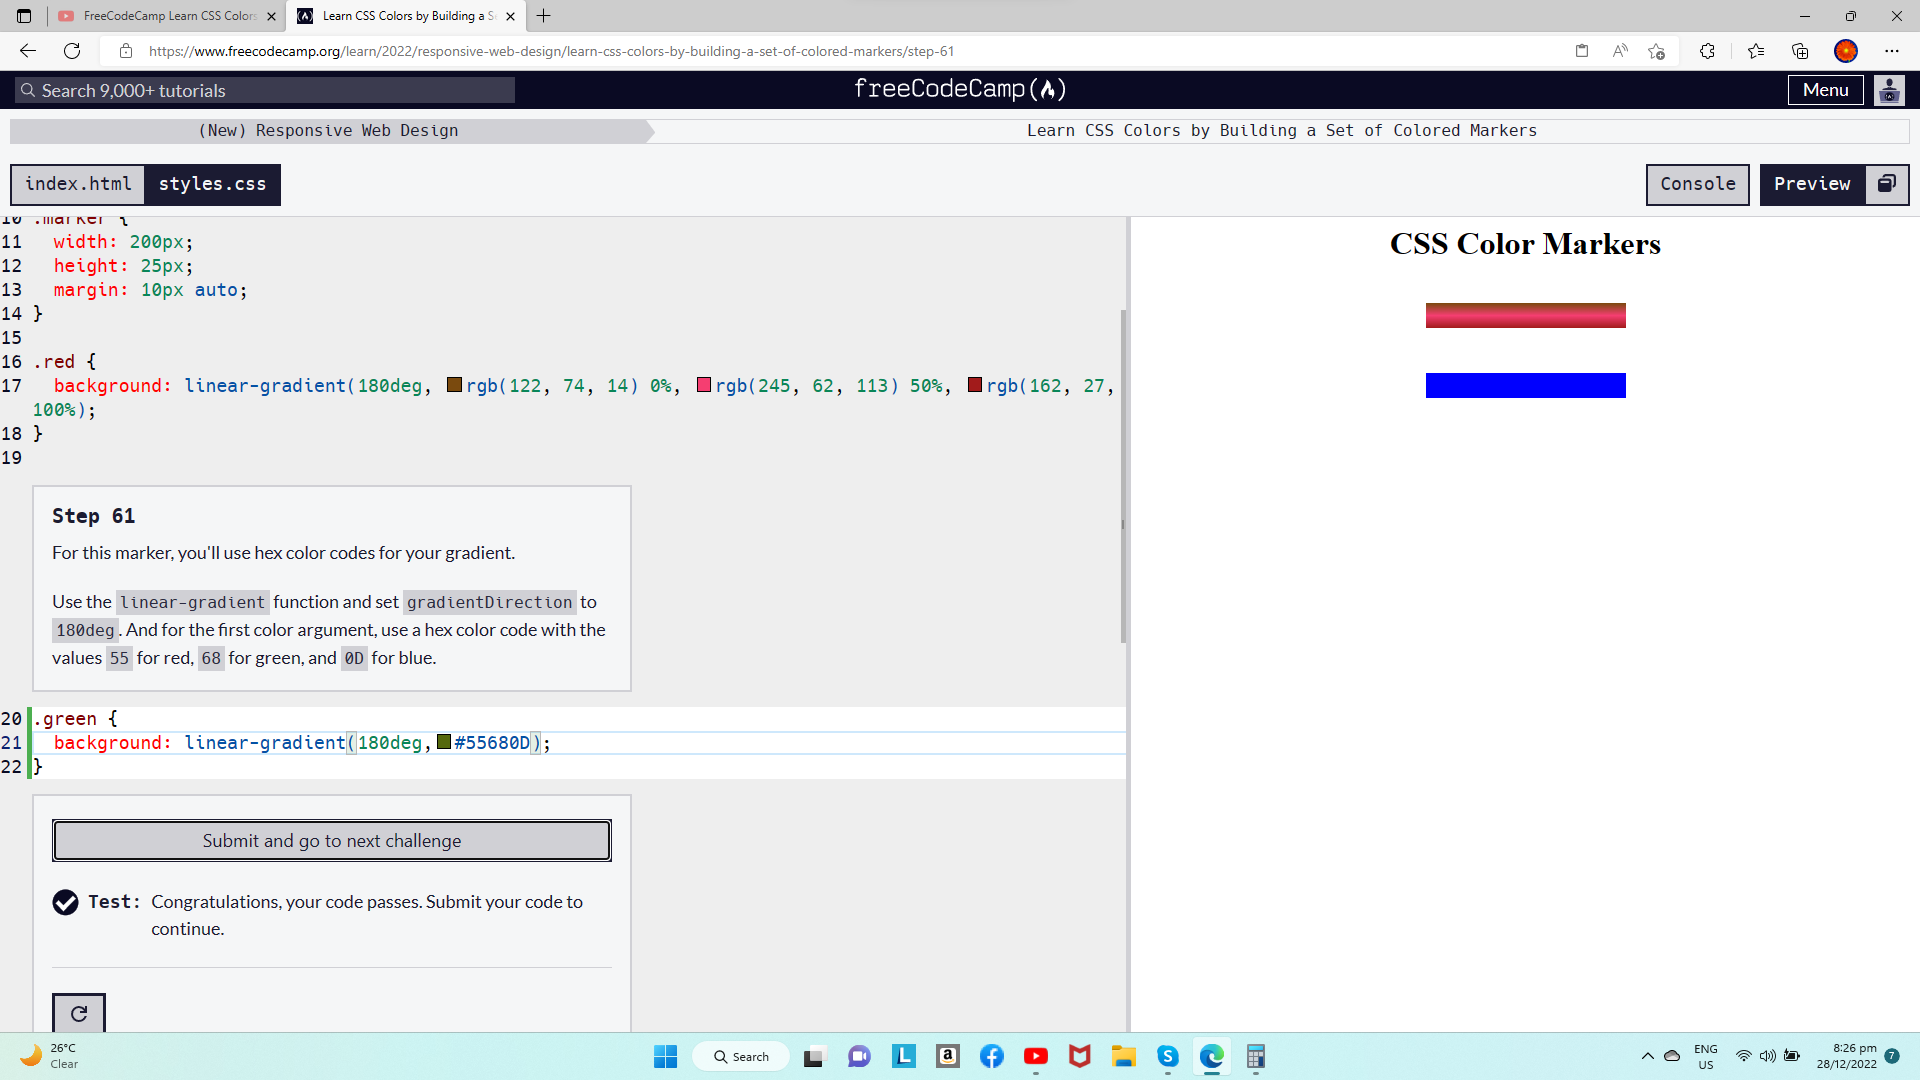 FreeCodeCamp Learn CSS Colors
Learn CSS Colors by Building a Se
https://www.freecodecamp.org/learn/2022/responsive-web-design/learn-css-colors-by-building-a-set-of-colored-markers/step-61
Search 9,000+ tutorials
freeCodeCamp
Menu
(New) Responsive Web Design
Learn CSS Colors by Building a Set of Colored Markers
index.html
styles.css
Console
Preview
10 .marker {
11 width: 200px;
12 height: 25px;
13 margin: 10px auto;
14 }
15
16 .red {
17 background: linear-gradient(180deg, rgb(122, 74, 14) 0%, rgb(245, 62, 113) 50%, rgb(162, 27,
100%);
18 }
19
Step 61
For this marker, you'll use hex color codes for your gradient.
Use the linear-gradient function and set gradientDirection to
180deg. And for the first color argument, use a hex color code with the
values 55 for red, 68 for green, and 0D for blue.
20 .green {
21 background: linear-gradient(180deg, #55680D);
22 }
Submit and go to next challenge
Test: Congratulations, your code passes. Submit your code to
continue.
CSS Color Markers
26°C
Clear
Search
L
a
S
ENG
US
8:26 pm
28/12/2022
7